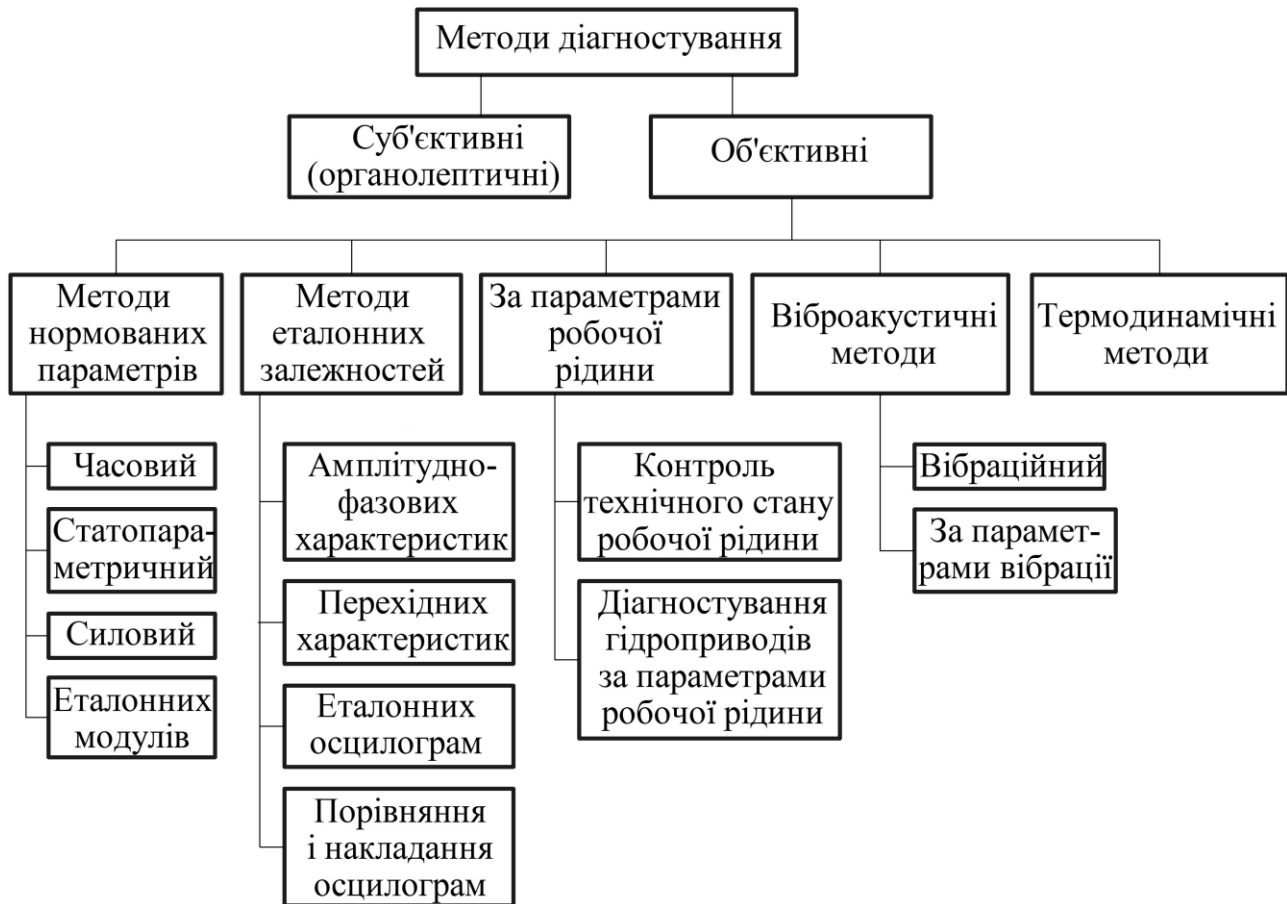 Методи діагностування
Суб'єктивні
(органолептичні)
Об'єктивні
Методи
нормованих
параметрів
Методи
еталонних
залежностей
За параметрами
робочої
рідини
Віброакустичні
методи
Термодинамічні
методи
Часовий
Статопара-
метричний
Силовий
Еталонних
модулів
Амплітудно-
фазових
характеристик
Перехідних
характеристик
Еталонних
осцилограм
Порівняння
і накладання
осцилограм
Контроль
технічного стану
робочої рідини
Діагностування
гідроприводів
за параметрами
робочої рідини
Вібраційний
За парамет-
рами вібрації